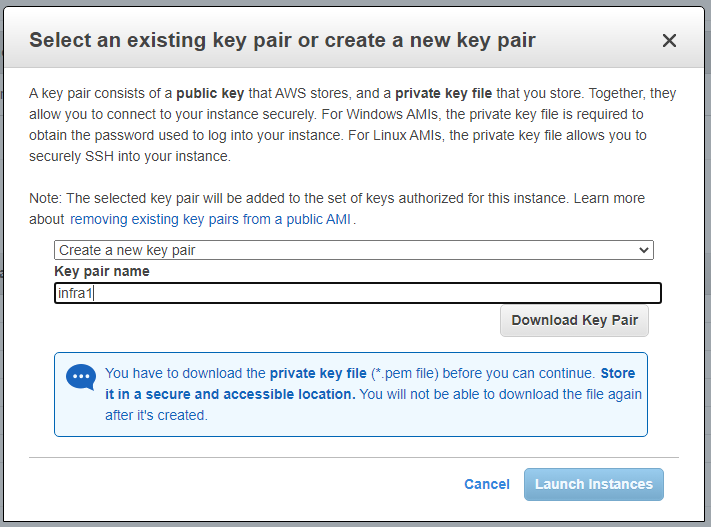 Select an existing key pair or create a new key pair
A key pair consists of a public key that AWS stores, and a private key file that you store. Together, they
allow you to connect to your instance securely. For Windows AMIs, the private key file is required to
obtain the password used to log into your instance. For Linux AMIs, the private key file allows you to
securely SSH into your instance.
Note: The selected key pair will be added to the set of keys authorized for this instance. Learn more
about removing existing key pairs from a public AMI.
Create a new key pair
Key pair name
infra1
Download Key Pair
You have to download the private key file (*.pem file) before you can continue. Store
it in a secure and accessible location. You will not be able to download the file again
after it's created.
Cancel Launch Instances